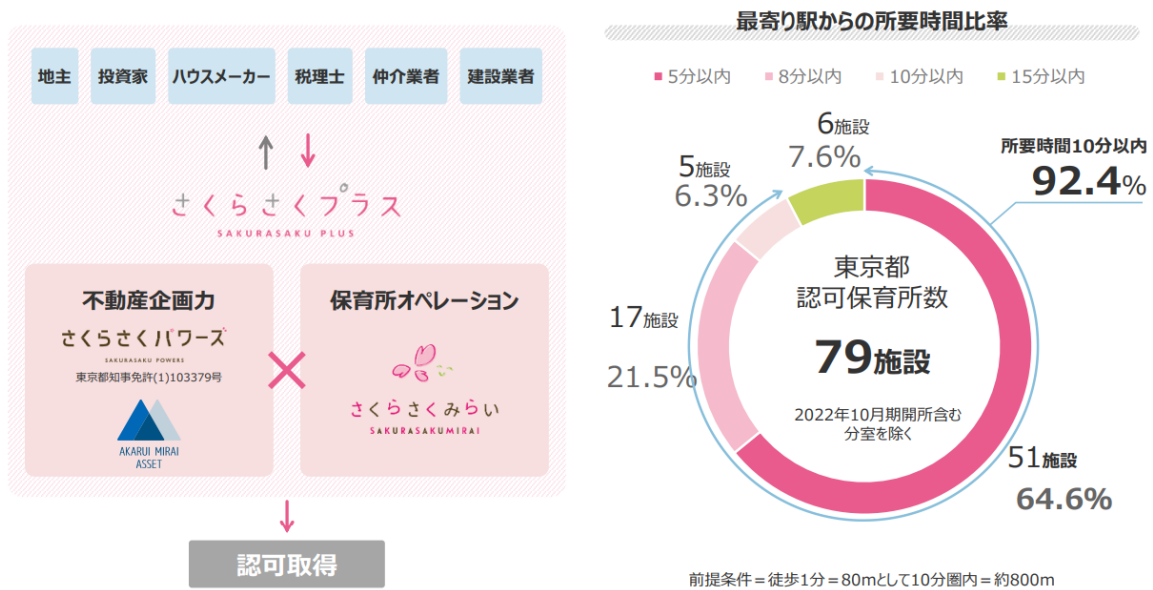 地主
投資家
ハウスメーカー
税理士
仲介業者
建設業者
さくらさくプラス
SAKURASAKU PLUS
不動産企画力
さくらさくパワーズ
SAKURASAKU POWERS
東京都知事免許(1)103379号
AKARUI MIRAI
ASSET
×
保育所オペレーション
さくらさくみらい
SAKURASAKUMIRAI
認可取得
最寄り駅からの所要時間比率
5分以内
8分以内
10分以内
15分以内
6施設
7.6%
5施設
6.3%
所要時間10分以内
92.4%
17施設
21.5%
東京都
認可保育所数
79施設
2022年10月期開所含む
分室を除く
51施設
64.6%
前提条件＝徒歩1分＝80mとして10分圏内＝約800m